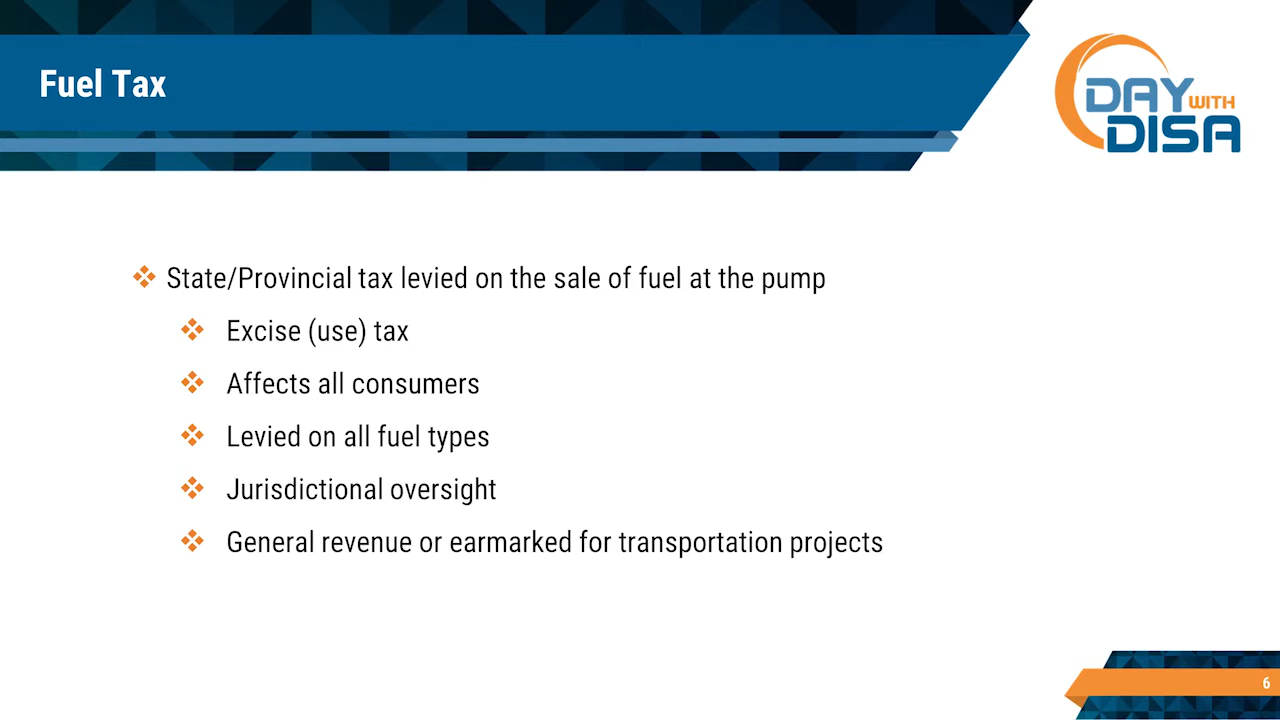 Fuel Tax
DAY WITH
DISA
State/Provincial tax levied on the sale of fuel at the pump
Excise (use) tax
Affects all consumers
Levied on all fuel types
Jurisdictional oversight
General revenue or earmarked for transportation projects
6